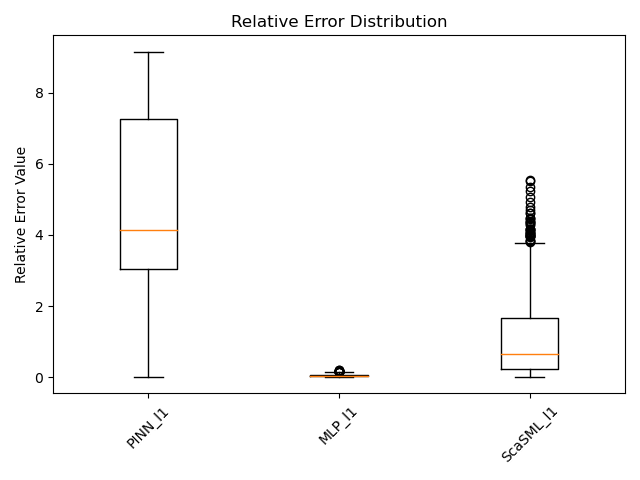 Relative Error Distribution
Relative Error Value
8
6
4
2
0
PINN_l1
MLP_l1
ScaSML_l1